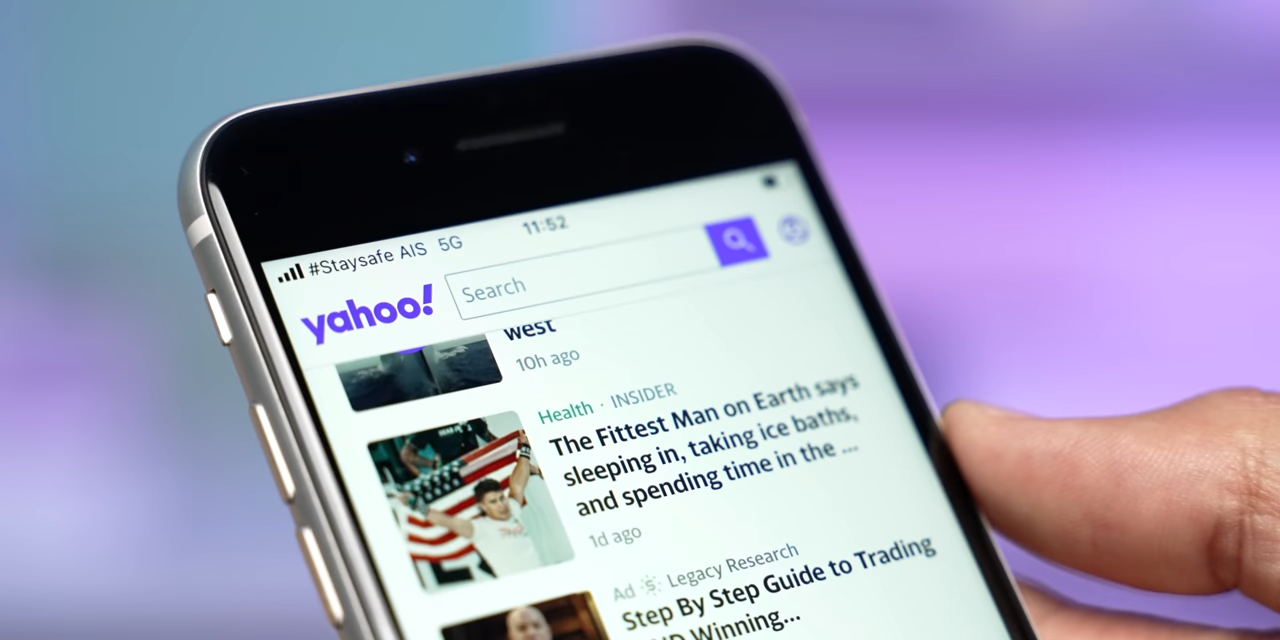 #Staysafe AIS 5G
11:52
yahoo!
Search
west
10h ago
Health · INSIDER
The Fittest Man on Earth says
sleeping in, taking ice baths,
and spending time in the ...
1d ago
Ad Legacy Research
Step By Step Guide to Trading
Winning...